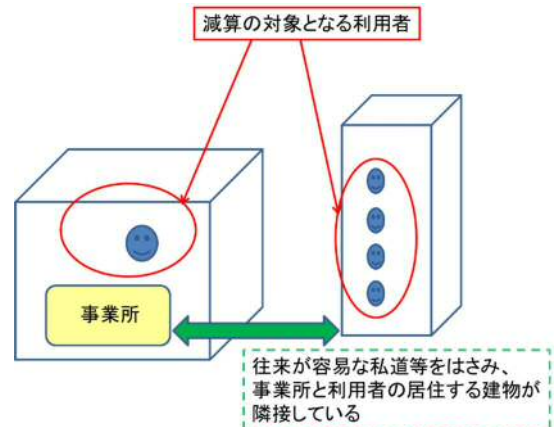 減算の対象となる利用者
事業所
往来が容易な私道等をはさみ、
事業所と利用者の居住する建物が
隣接している